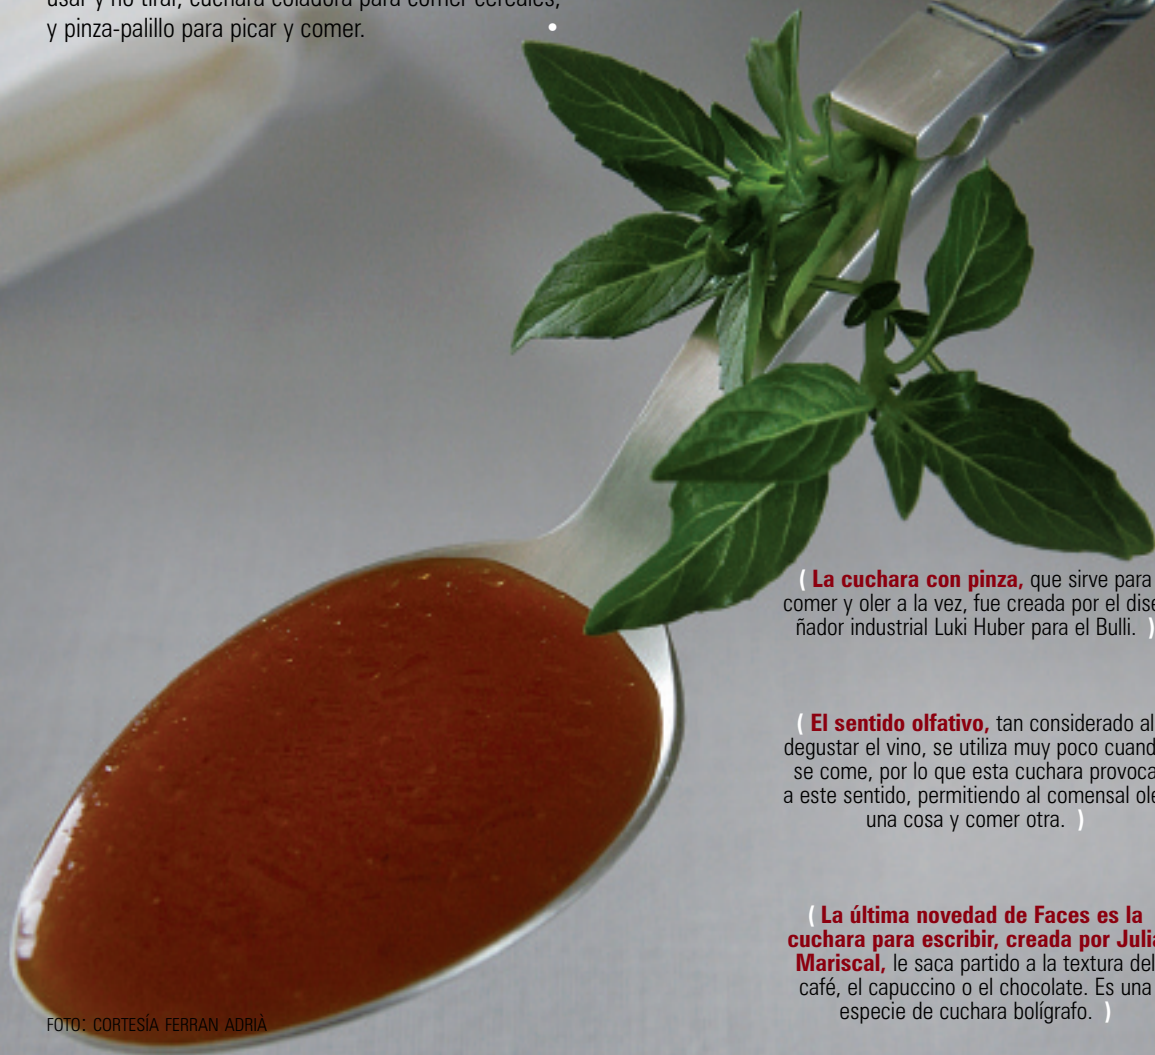 usar y no tirar, cuchara coladora para comer cereales,
y pinza-palillo para picar y comer.
( La cuchara con pinza, que sirve para
comer y oler a la vez, fue creada por el dise
ñador industrial Luki Huber para el Bulli. )
( El sentido olfativo, tan considerado al
degustar el vino, se utiliza muy poco cuand
se come, por lo que esta cuchara provoca
a este sentido, permitiendo al comensal ole
una cosa y comer otra. )
( La última novedad de Faces es la
cuchara para escribir, creada por Julia
Mariscal, le saca partido a la textura del
café, el capuccino o el chocolate. Es una
especie de cuchara bolígrafo. )
FOTO: CORTESÍA FERRAN ADRIÀ